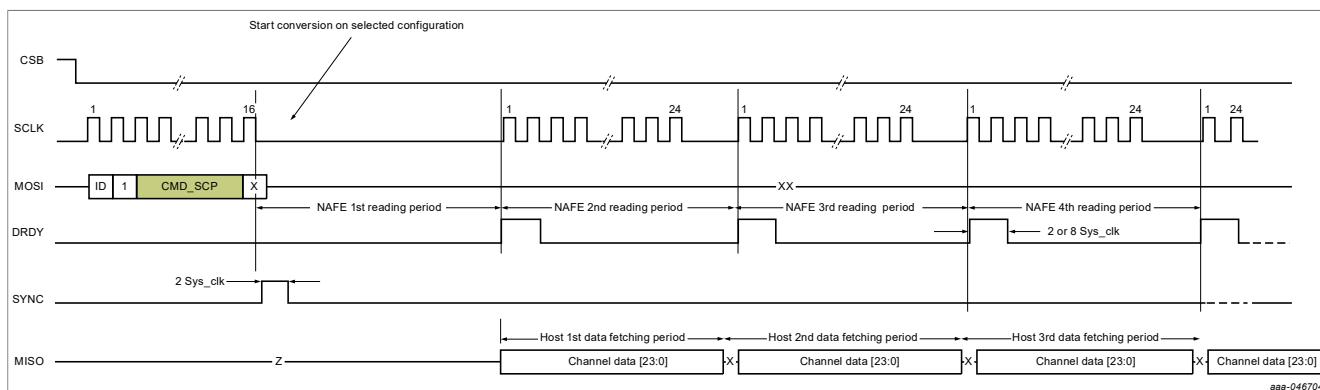 Start conversion on selected configuration
CSB
1 16 1 24 1 24 1 24 1 24
SCLK
MOSI ID 1 CMD_SCP X XX
NAFE 1st reading period NAFE 2nd reading period NAFE 3rd reading period NAFE 4th reading period
DRDY 2 or 8 Sys_clk
2 Sys_clk
SYNC
Host 1st data fetching period Host 2nd data fetching period Host 3rd data fetching period
MISO Z Channel data [23:0] X Channel data [23:0] X Channel data [23:0] X Channel data [23:0]
aaa-046704